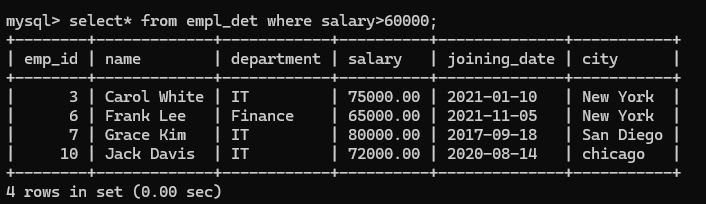 mysql> select* from empl_det where salary>60000;
+--------+-------------+------------+----------+--------------+-----------+
| emp_id | name        | department | salary   | joining_date | city      |
+--------+-------------+------------+----------+--------------+-----------+
|      3 | Carol White | IT         | 75000.00 | 2021-01-10   | New York  |
|      6 | Frank Lee   | Finance    | 65000.00 | 2021-11-05   | New York  |
|      7 | Grace Kim   | IT         | 80000.00 | 2017-09-18   | San Diego |
|     10 | Jack Davis  | IT         | 72000.00 | 2020-08-14   | chicago   |
+--------+-------------+------------+----------+--------------+-----------+
4 rows in set (0.00 sec)